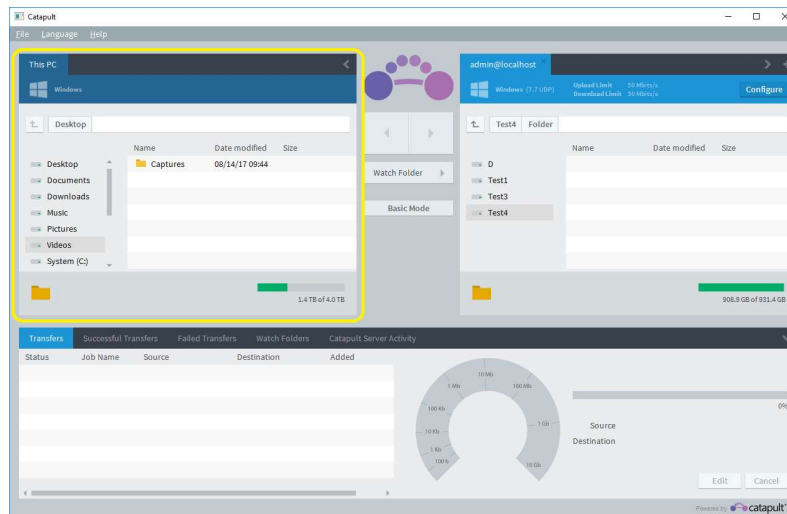 Catapult
File Language Help
This PC
Windows
Desktop
Name Date modified Size
Desktop
Documents
Downloads
Music
Pictures
Videos
System (C:)
Captures 08/14/17 09:44
1.4 TB of 4.0 TB
Watch Folder
Basic Mode
admin@localhost
Windows (7.7 UDP)
Upload Limit 50 Mbits/s
Download Limit 50 Mbits/s
Configure
Test4 Folder
Name Date modified Size
D
Test1
Test3
Test4
908.9 GB of 931.4 GB
Transfers Successful Transfers Failed Transfers Watch Folders Catapult Server Activity
Status Job Name Source Destination Added
100 b
1 Kb
10 Kb
100 Kb
1 Mb
10 Mb
100 Mb
1 Gb
10 Gb
0%
Source
Destination
Edit Cancel
Powered by catapult